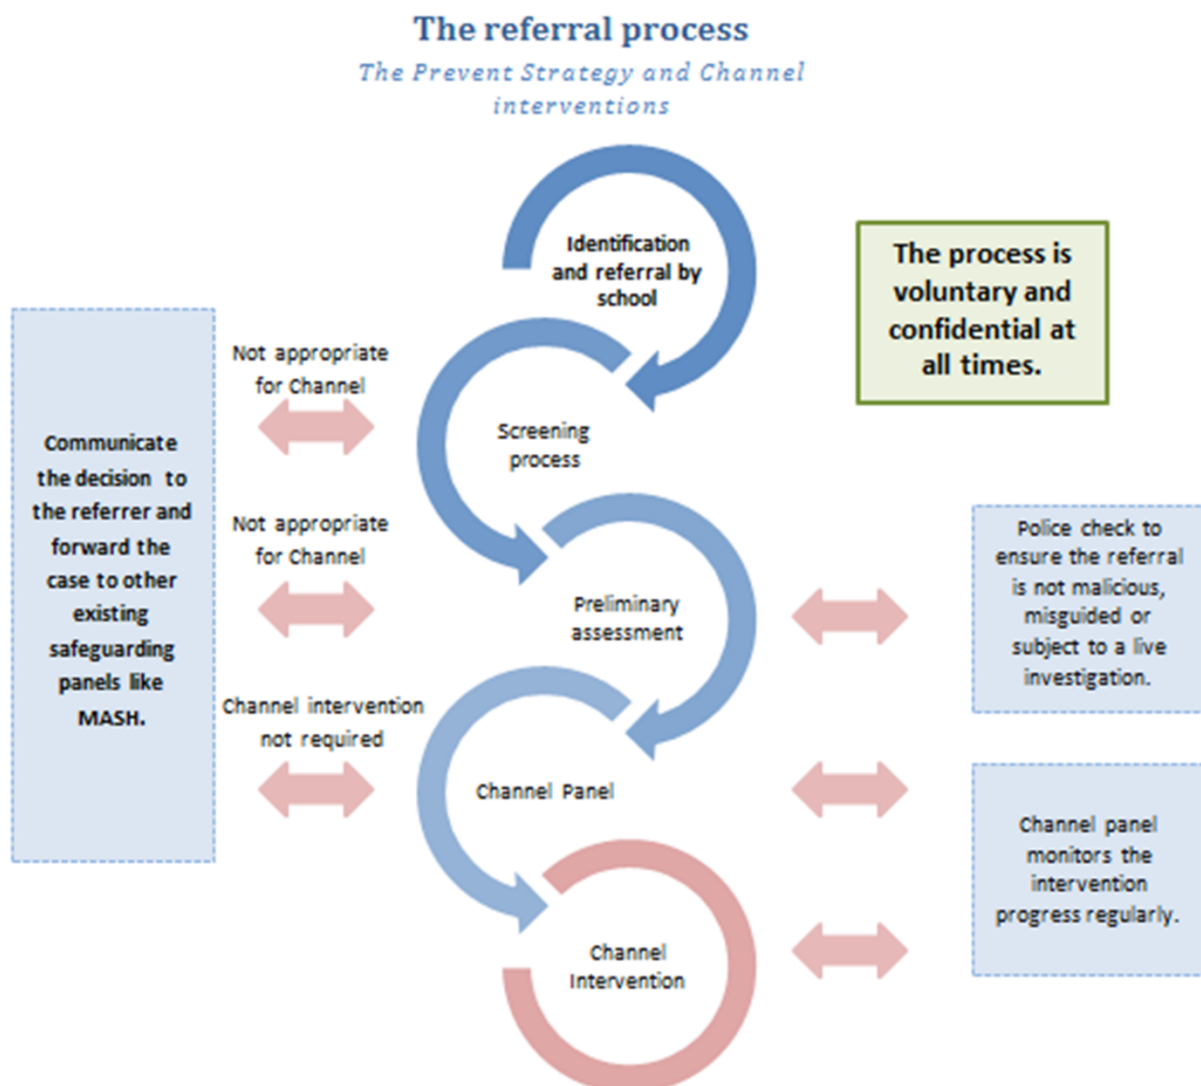 The referral process
The Prevent Strategy and Channel
interventions
Identification
and referral by
school
The process is
voluntary and
confidential at
all times.
Communicate
the decision to
the referrer and
forward the
case to other
existing
safeguarding
panels like
MASH.
Not appropriate
for Channel
Screening
process
Not appropriate
for Channel
Preliminary
assessment
Police check to
ensure the referral
is not malicious,
misguided or
subject to a live
investigation.
Channel intervention
not required
Channel Panel
Channel panel
monitors the
intervention
progress regularly.
Channel
Intervention